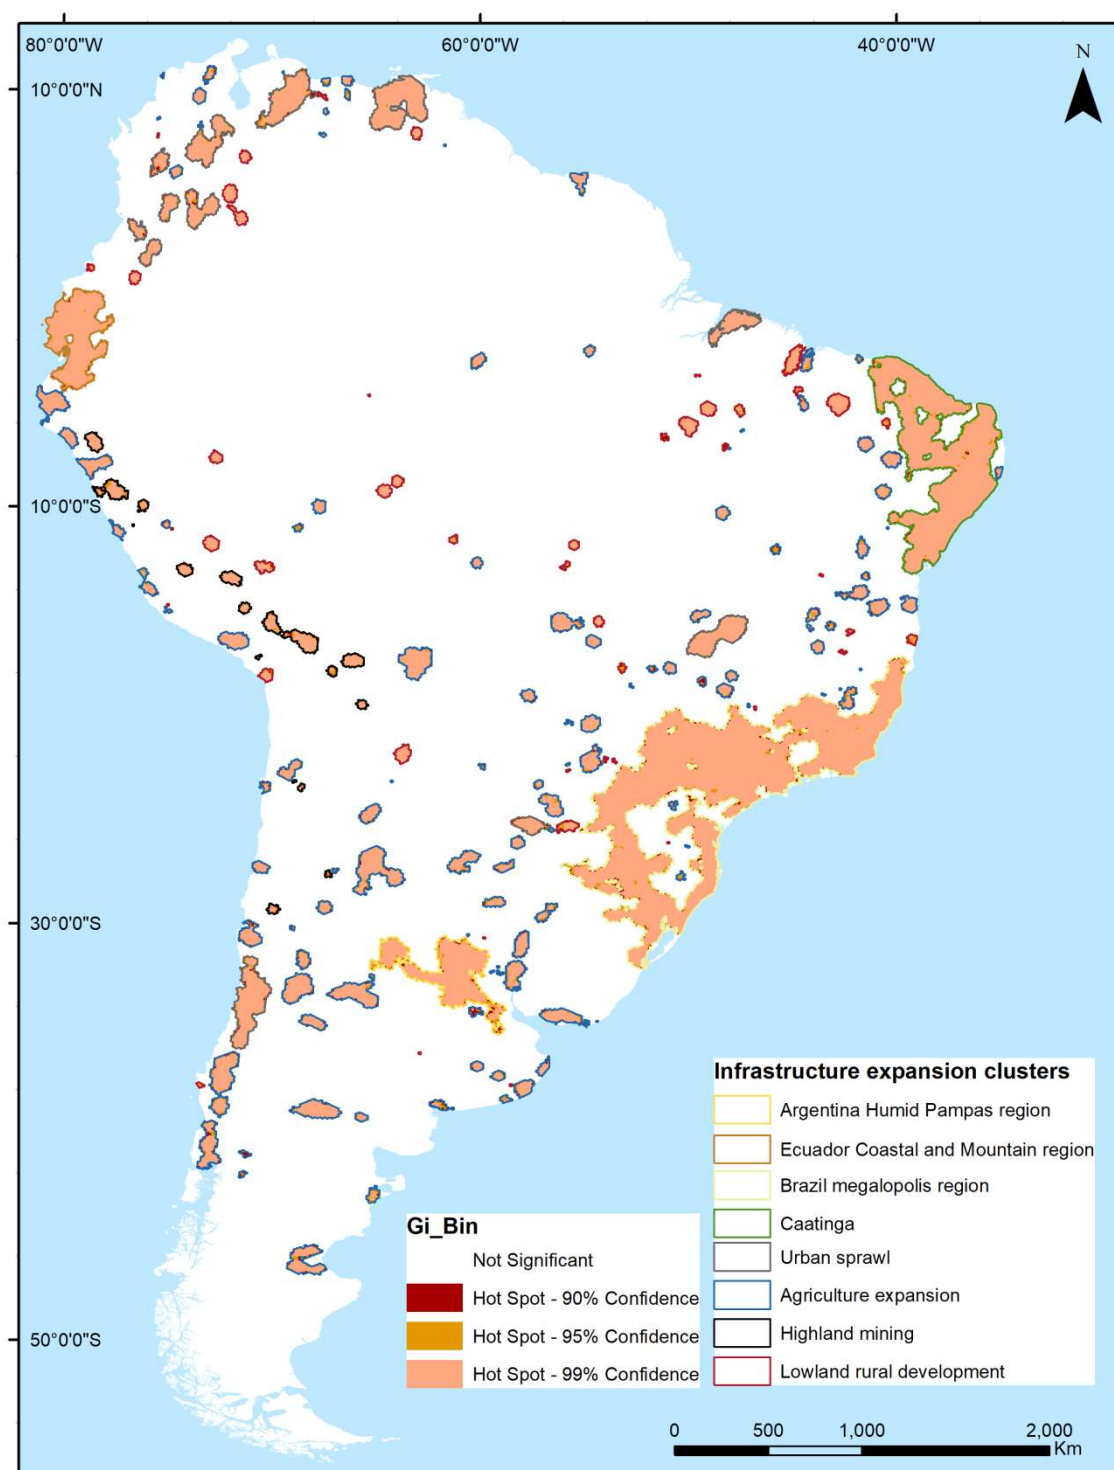 80°0'0"W
60°0'0"W
40°0'0"W
N
10°0'0"N
10°0'0"S
30°0'0"S
50°0'0"S
Infrastructure expansion clusters
Argentina Humid Pampas region
Ecuador Coastal and Mountain region
Brazil megalopolis region
Caatinga
Urban sprawl
Agriculture expansion
Highland mining
Lowland rural development
Gi_Bin
Not Significant
Hot Spot - 90% Confidence
Hot Spot - 95% Confidence
Hot Spot - 99% Confidence
0 500 1,000 2,000
Km